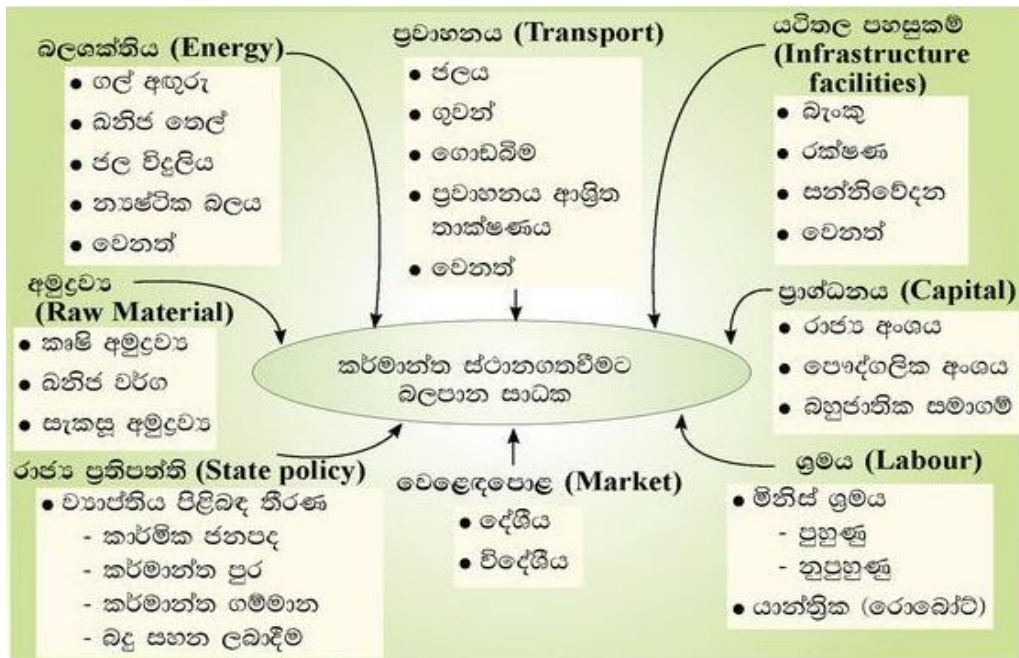 බලශක්තිය (Energy)
● ගල් අඟුරු
● ඛනිජ තෙල්
● ජල විදුලිය
● න්‍යෂ්ටික බලය
● වෙනත්
ප්‍රවාහනය (Transport)
● ජලය
● ගුවන්
● ගොඩබිම
● ප්‍රවාහනය ආශ්‍රිත
තාක්ෂණය
● වෙනත්
යටිතල පහසුකම්
(Infrastructure
facilities)
● බැංකු
● රක්ෂණ
● සන්නිවේදන
● වෙනත්
අමුද්‍රව්‍ය
(Raw Material)
● කෘෂි අමුද්‍රව්‍ය
● ඛනිජ වර්ග
● සැකසූ අමුද්‍රව්‍ය
කර්මාන්ත ස්ථානගතවීමට
බලපාන සාධක
ප්‍රාග්ධනය (Capital)
● රාජ්‍ය අංශය
● පෞද්ගලික අංශය
● බහුජාතික සමාගම්
රාජ්‍ය ප්‍රතිපත්ති (State policy)
● ව්‍යාප්තිය පිළිබඳ තීරණ
- කාර්මික ජනපද
- කර්මාන්ත පුර
- කර්මාන්ත ගම්මාන
- බදු සහන ලබාදීම
වෙළෙඳපොළ (Market)
● දේශීය
● විදේශීය
ශ්‍රමය (Labour)
● මිනිස් ශ්‍රමය
- පුහුණු
- නුපුහුණු
● යාන්ත්‍රික (රොබෝට්)